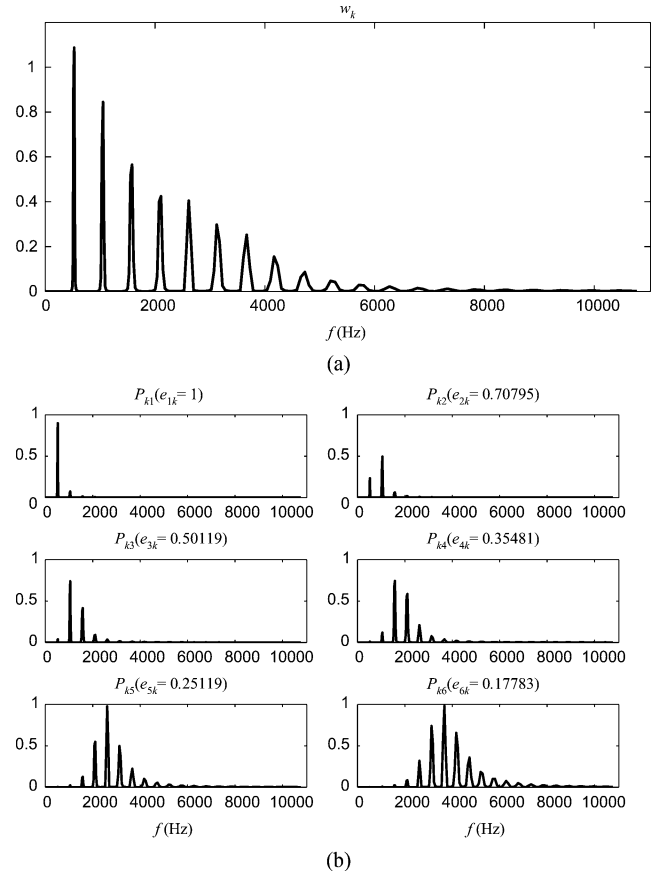 w_k
1
0.8
0.6
0.4
0.2
0
0 2000 4000 6000 8000 10000
f (Hz)
(a)
P_k1(e_1k= 1) P_k2(e_2k= 0.70795)
1 1
0.5 0.5
0 0
0 2000 4000 6000 8000 10000 0 2000 4000 6000 8000 10000
P_k3(e_3k= 0.50119) P_k4(e_4k= 0.35481)
1 1
0.5 0.5
0 0
0 2000 4000 6000 8000 10000 0 2000 4000 6000 8000 10000
P_k5(e_5k= 0.25119) P_k6(e_6k= 0.17783)
1 1
0.5 0.5
0 0
0 2000 4000 6000 8000 10000 0 2000 4000 6000 8000 10000
f (Hz) f (Hz)
(b)